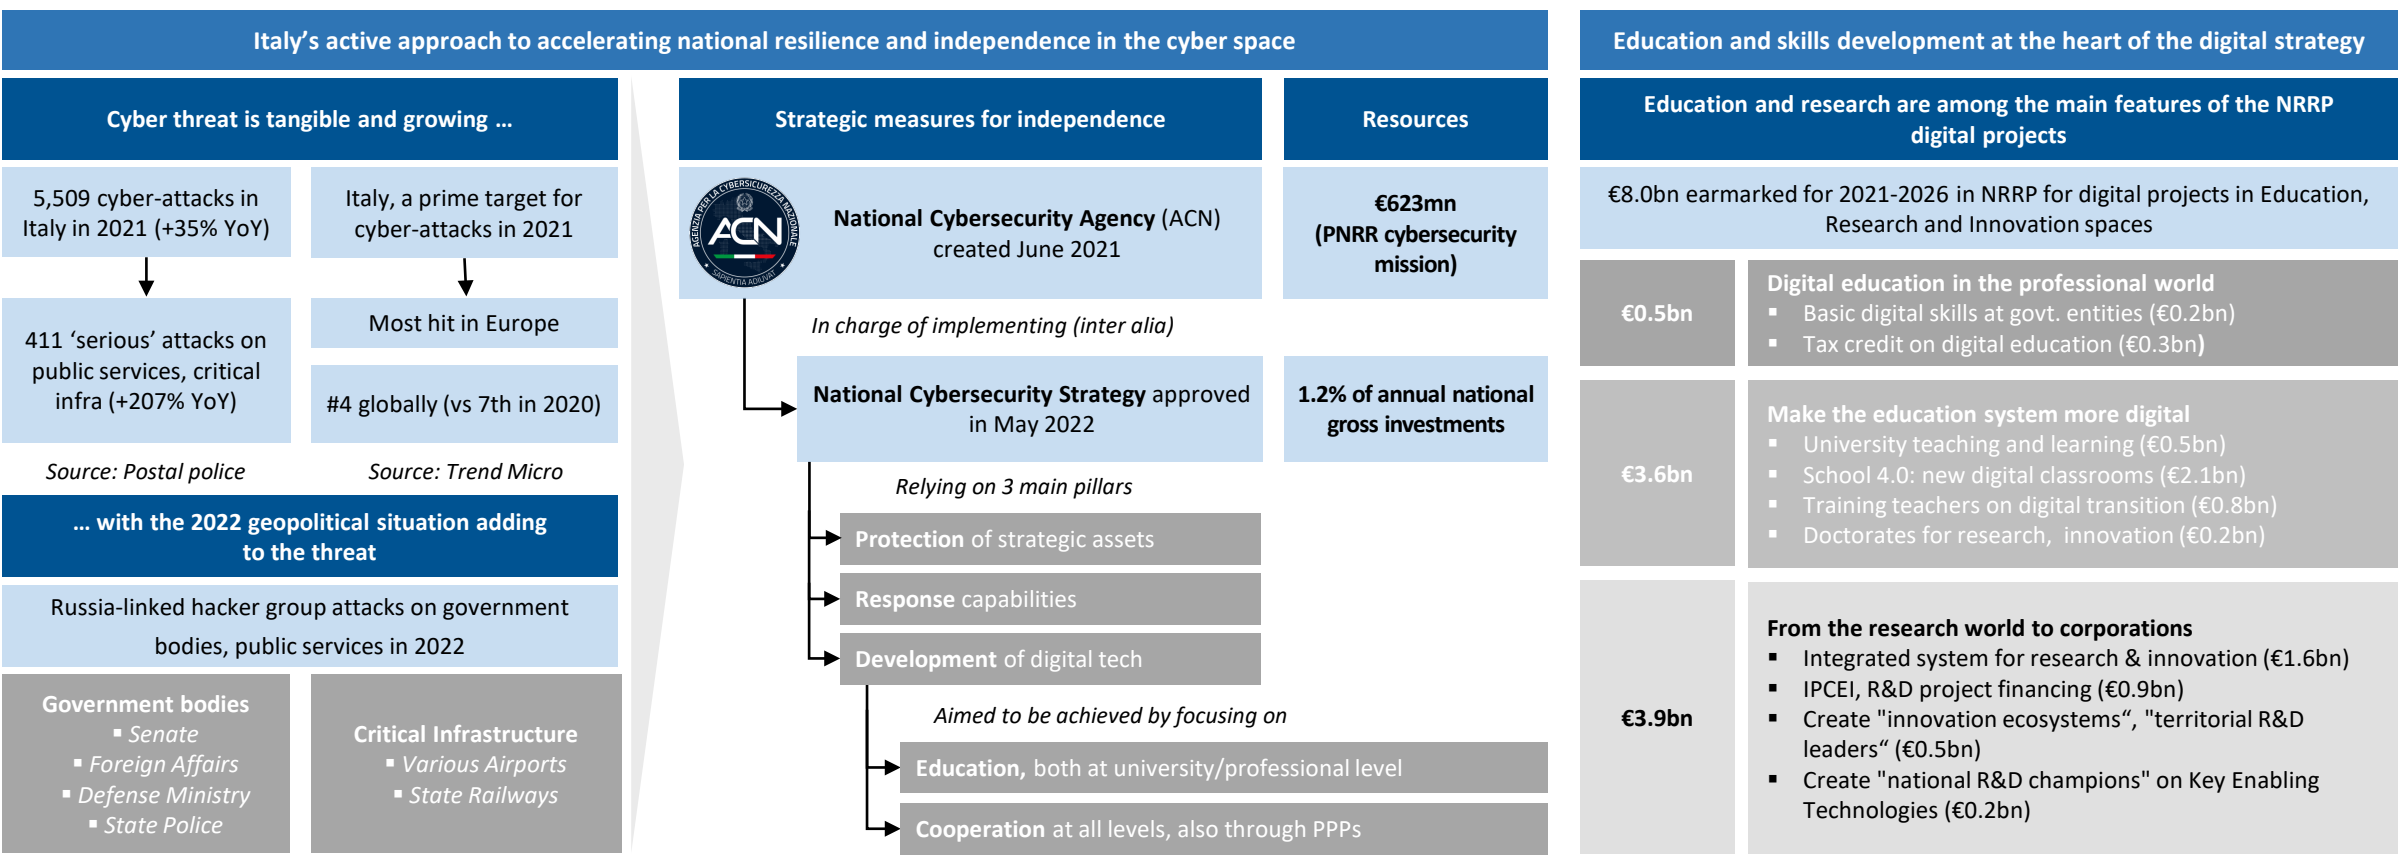 Italy’s active approach to accelerating national resilience and independence in the cyber space
Cyber threat is tangible and growing …
5,509 cyber-attacks in
Italy in 2021 (+35% YoY)
Italy, a prime target for
cyber-attacks in 2021
411 ‘serious’ attacks on
public services, critical
infra (+207% YoY)
Most hit in Europe
#4 globally (vs 7th in 2020)
Source: Postal police
Source: Trend Micro
… with the 2022 geopolitical situation adding
to the threat
Russia-linked hacker group attacks on government
bodies, public services in 2022
Government bodies
▪ Senate
▪ Foreign Affairs
▪ Defense Ministry
▪ State Police
Critical Infrastructure
▪ Various Airports
▪ State Railways
Strategic measures for independence
Resources
AGENZIA PER LA CYBERSICUREZZA NAZIONALE
ACN
SAPIENTIA ADIUVAT
National Cybersecurity Agency (ACN)
created June 2021
€623mn
(PNRR cybersecurity
mission)
In charge of implementing (inter alia)
National Cybersecurity Strategy approved
in May 2022
1.2% of annual national
gross investments
Relying on 3 main pillars
Protection of strategic assets
Response capabilities
Development of digital tech
Aimed to be achieved by focusing on
Education, both at university/professional level
Cooperation at all levels, also through PPPs
Education and skills development at the heart of the digital strategy
Education and research are among the main features of the NRRP
digital projects
€8.0bn earmarked for 2021-2026 in NRRP for digital projects in Education,
Research and Innovation spaces
€0.5bn
Digital education in the professional world
▪ Basic digital skills at govt. entities (€0.2bn)
▪ Tax credit on digital education (€0.3bn)
€3.6bn
Make the education system more digital
▪ University teaching and learning (€0.5bn)
▪ School 4.0: new digital classrooms (€2.1bn)
▪ Training teachers on digital transition (€0.8bn)
▪ Doctorates for research, innovation (€0.2bn)
€3.9bn
From the research world to corporations
▪ Integrated system for research & innovation (€1.6bn)
▪ IPCEI, R&D project financing (€0.9bn)
▪ Create "innovation ecosystems“, "territorial R&D
leaders“ (€0.5bn)
▪ Create "national R&D champions" on Key Enabling
Technologies (€0.2bn)